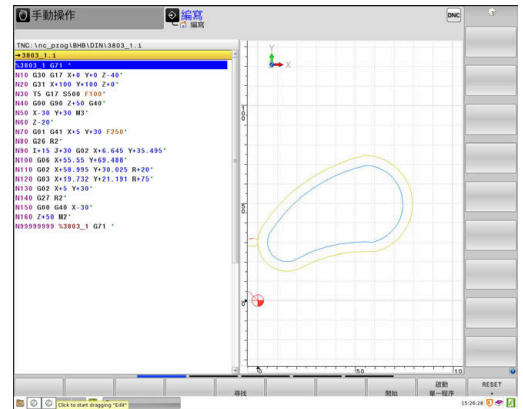 手動操作
編寫
編寫
DNC
TNC:\nc_prog\BHB\DIN\3803_1.i
→3803_1.i
%3803_1 G71 *
N10 G30 G17 X+0 Y+0 Z-40*
N20 G31 X+100 Y+100 Z+0*
N30 T5 G17 S500 F100*
N40 G00 G90 Z+50 G40*
N50 X-30 Y+30 M3*
N60 Z-20*
N70 G01 G41 X+5 Y+30 F250*
N80 G26 R2*
N90 I+15 J+30 G02 X+6.645 Y+35.495*
N100 G06 X+55.55 Y+69.488*
N110 G02 X+58.995 Y+30.025 R+20*
N120 G03 X+19.732 Y+21.191 R+75*
N130 G02 X+5 Y+30*
N140 G27 R2*
N150 G00 G40 X-30*
N160 Z+50 M2*
N99999999 %3803_1 G71 *
Y
X
100
50
0
0
50
10
尋找
開始
啟動
單一程序
RESET
Click to start dragging "Edit"
15:26:28